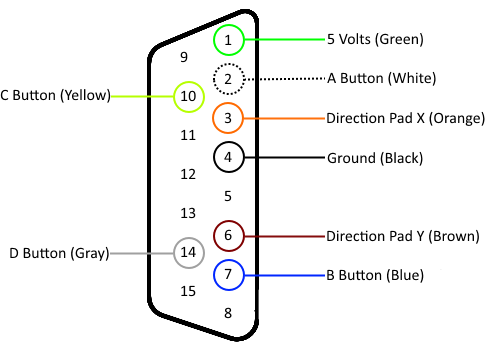 1 5 Volts (Green)
9
2 A Button (White)
C Button (Yellow) 10
3 Direction Pad X (Orange)
11
4 Ground (Black)
12
5
13
6 Direction Pad Y (Brown)
D Button (Gray) 14
7 B Button (Blue)
15
8